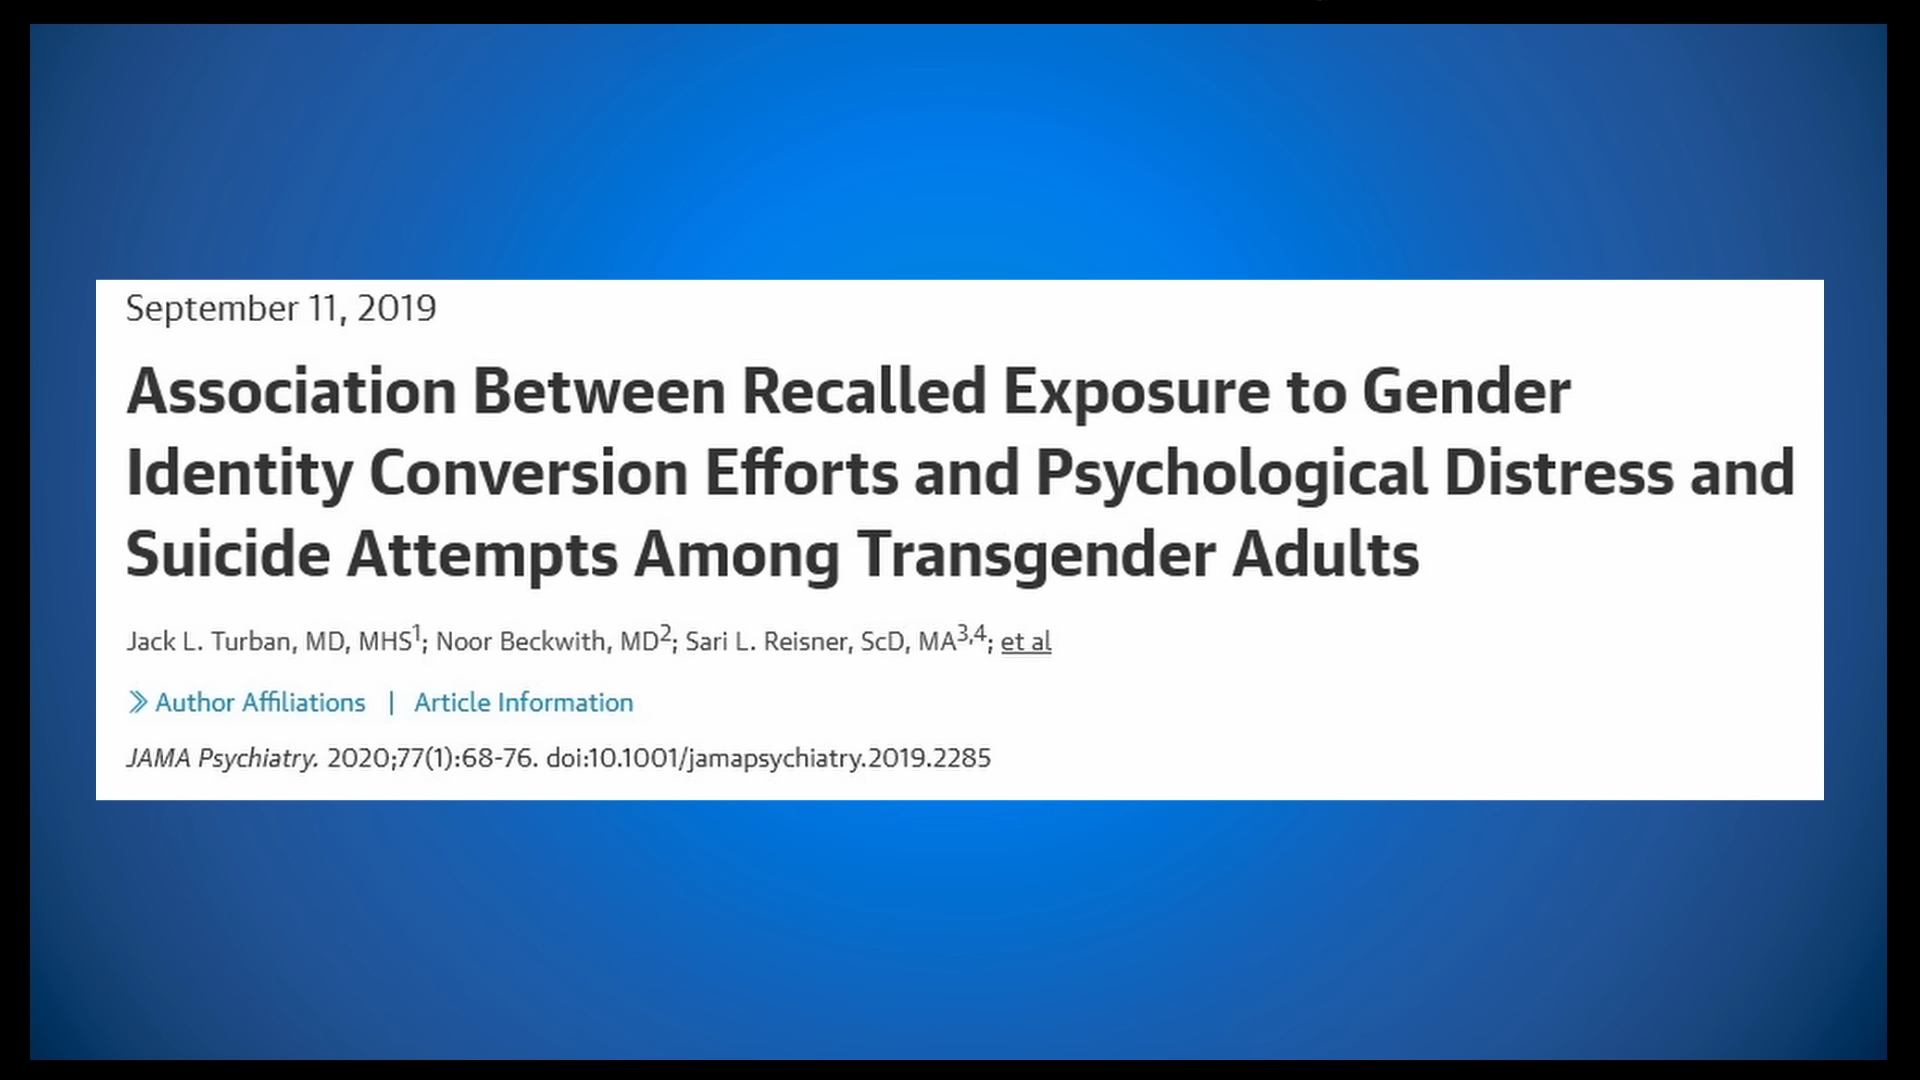 September 11, 2019
Association Between Recalled Exposure to Gender
Identity Conversion Efforts and Psychological Distress and
Suicide Attempts Among Transgender Adults
Jack L. Turban, MD, MHS1; Noor Beckwith, MD2; Sari L. Reisner, ScD, MA3,4; et al
» Author Affiliations | Article Information
JAMA Psychiatry. 2020;77(1):68-76. doi:10.1001/jamapsychiatry.2019.2285